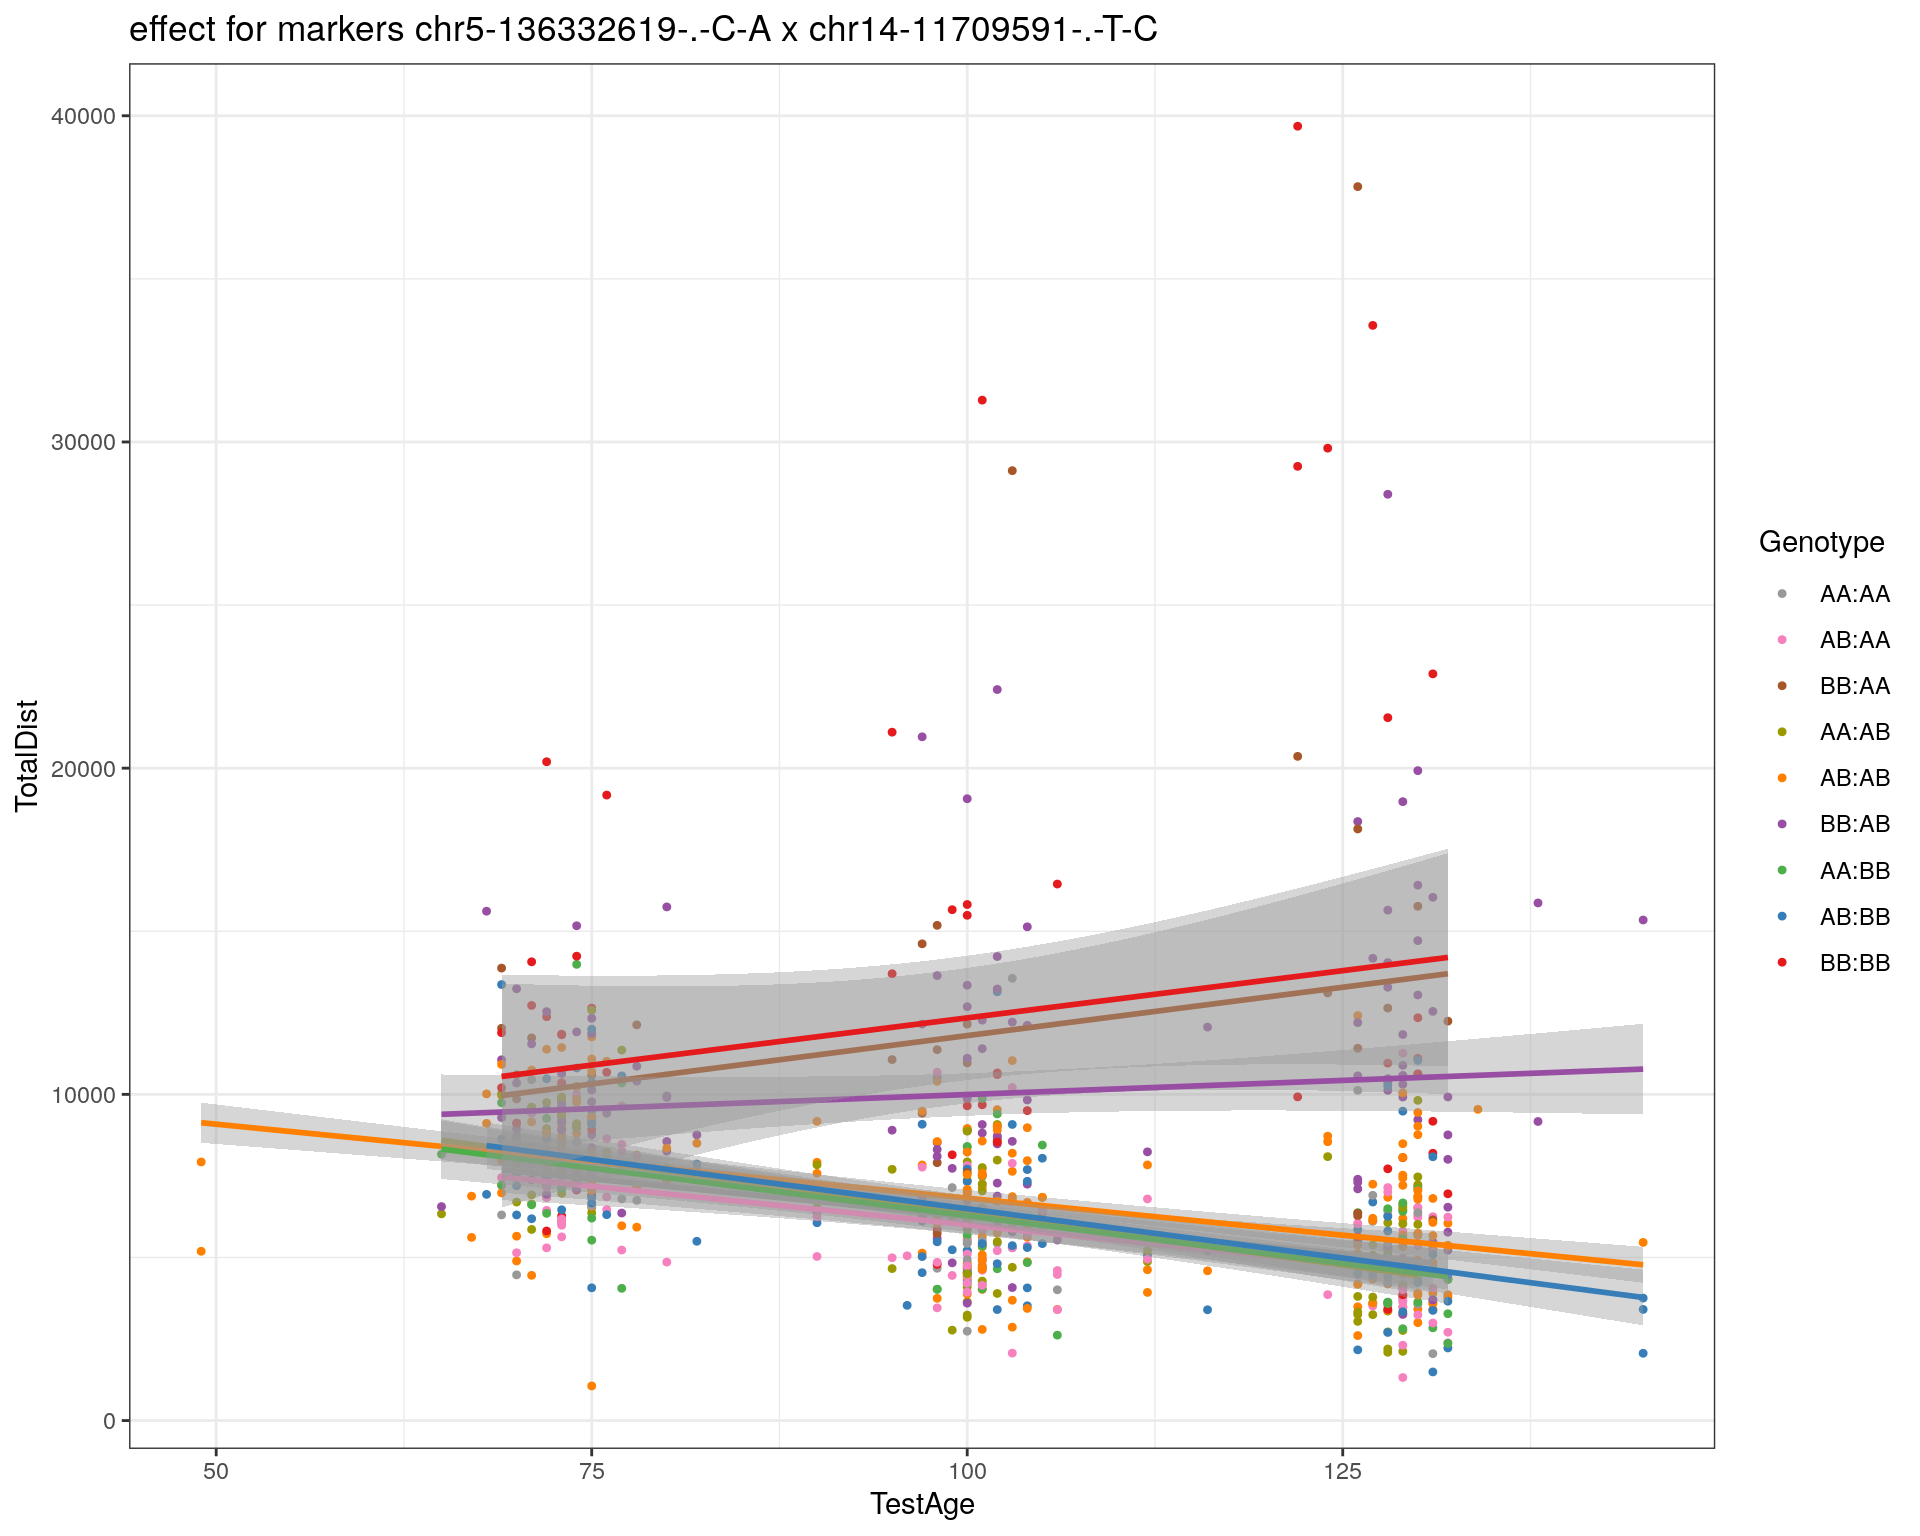 effect for markers chr5-136332619-.-C-A x chr14-11709591-.-T-C
40000
30000
20000
10000
0
TotalDist
50
75
100
125
TestAge
Genotype
AA:AA
AB:AA
BB:AA
AA:AB
AB:AB
BB:AB
AA:BB
AB:BB
BB:BB